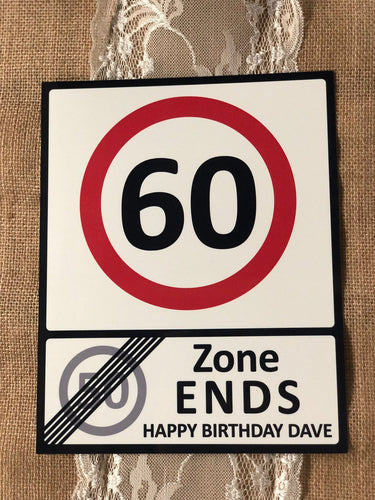 60
50
Zone
ENDS
HAPPY BIRTHDAY DAVE